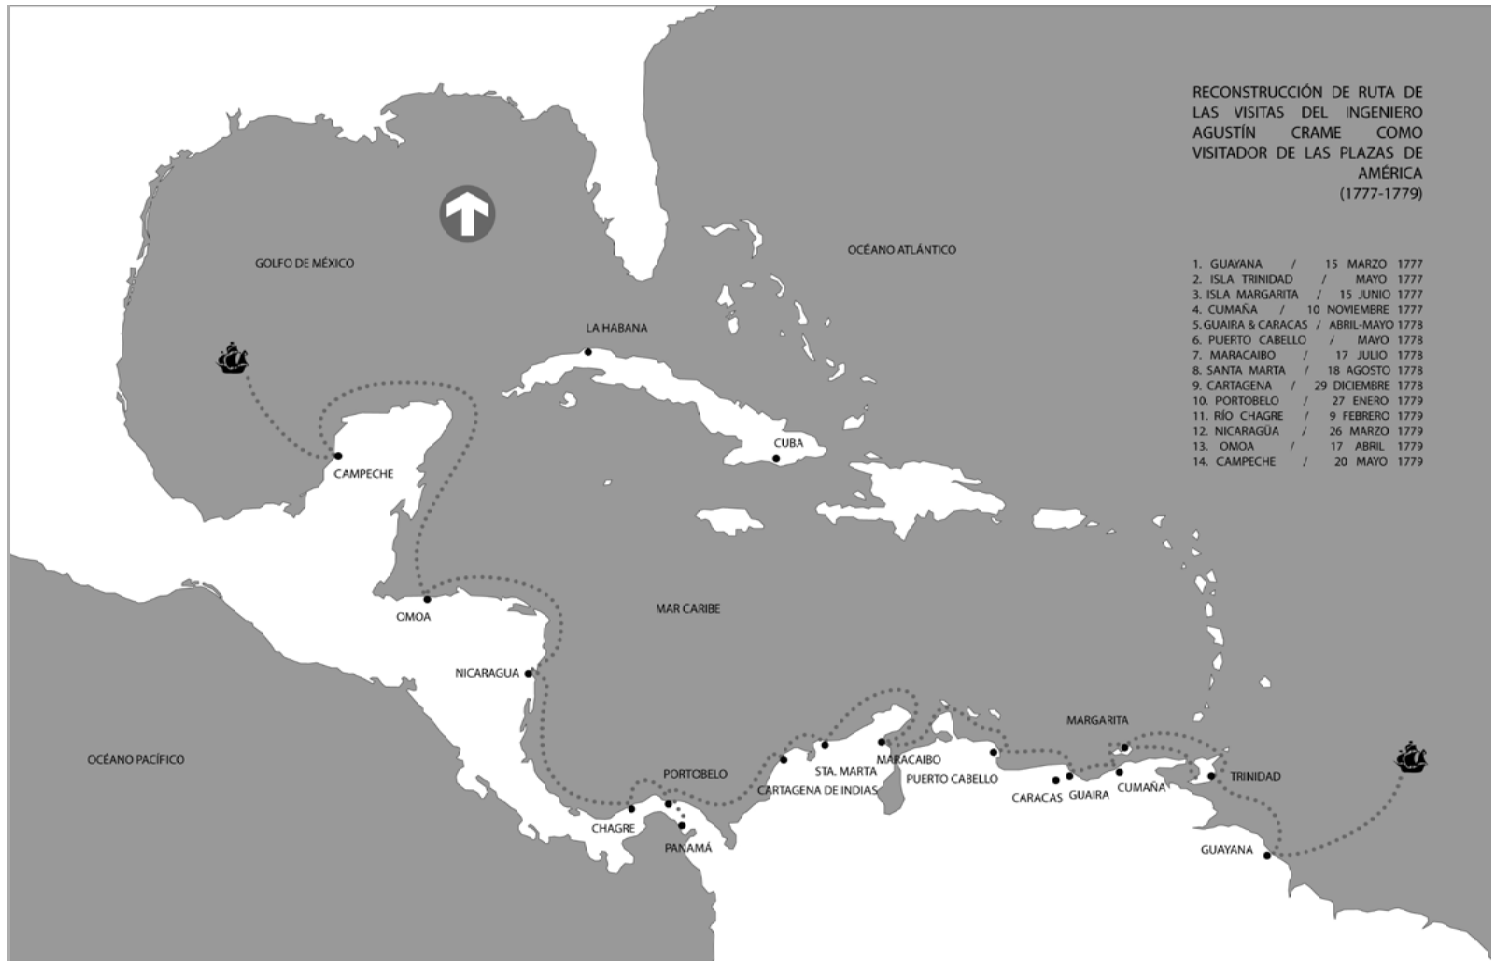 RECONSTRUCCIÓN DE RUTA DE
LAS VISITAS DEL INGENIERO
AGUSTÍN CRAME COMO
VISITADOR DE LAS PLAZAS DE
AMÉRICA
(1777-1779)
GOLFO DE MÉXICO
OCÉANO ATLÁNTICO
1. GUAYANA / 15 MARZO 1777
2. ISLA TRINIDAD / MAYO 1777
3. ISLA MARGARITA / 15 JUNIO 1777
4. CUMAÑA / 10 NOVIEMBRE 1777
5. GUAIRA & CARACAS / ABRIL-MAYO 1778
6. PUERTO CABELLO / MAYO 1778
7. MARACAIBO / 17 JULIO 1778
8. SANTA MARTA / 18 AGOSTO 1778
9. CARTAGENA / 29 DICIEMBRE 1778
10. PORTOBELO / 27 ENERO 1779
11. RÍO CHAGRE / 9 FEBRERO 1779
12. NICARAGÜA / 26 MARZO 1779
13. OMOA / 17 ABRIL 1779
14. CAMPECHE / 20 MAYO 1779
LA HABANA
CUBA
CAMPECHE
OMOA
MAR CARIBE
NICARAGUA
MARGARITA
OCÉANO PACÍFICO
PORTOBELO
STA. MARTA
MARACAIBO
PUERTO CABELLO
CARTAGENA DE INDIAS
CARACAS
GUAIRA
CUMAÑA
TRINIDAD
CHAGRE
PANAMÁ
GUAYANA